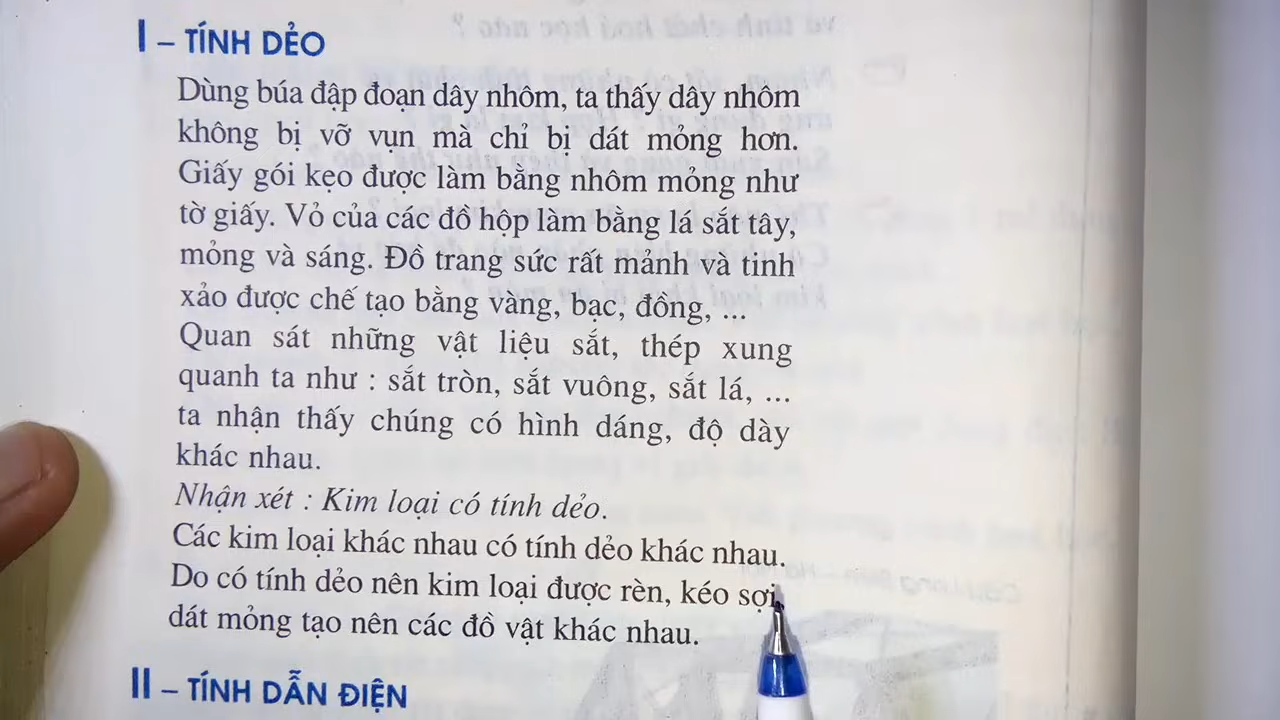 I – TÍNH DẺO
Dùng búa đập đoạn dây nhôm, ta thấy dây nhôm
không bị vỡ vụn mà chỉ bị dát mỏng hơn.
Giấy gói kẹo được làm bằng nhôm mỏng như
tờ giấy. Vỏ của các đồ hộp làm bằng lá sắt tây,
mỏng và sáng. Đồ trang sức rất mảnh và tinh
xảo được chế tạo bằng vàng, bạc, đồng, ...
Quan sát những vật liệu sắt, thép xung
quanh ta như : sắt tròn, sắt vuông, sắt lá, ...
ta nhận thấy chúng có hình dáng, độ dày
khác nhau.
Nhận xét : Kim loại có tính dẻo.
Các kim loại khác nhau có tính dẻo khác nhau.
Do có tính dẻo nên kim loại được rèn, kéo sợi,
dát mỏng tạo nên các đồ vật khác nhau.
II – TÍNH DẪN ĐIỆN